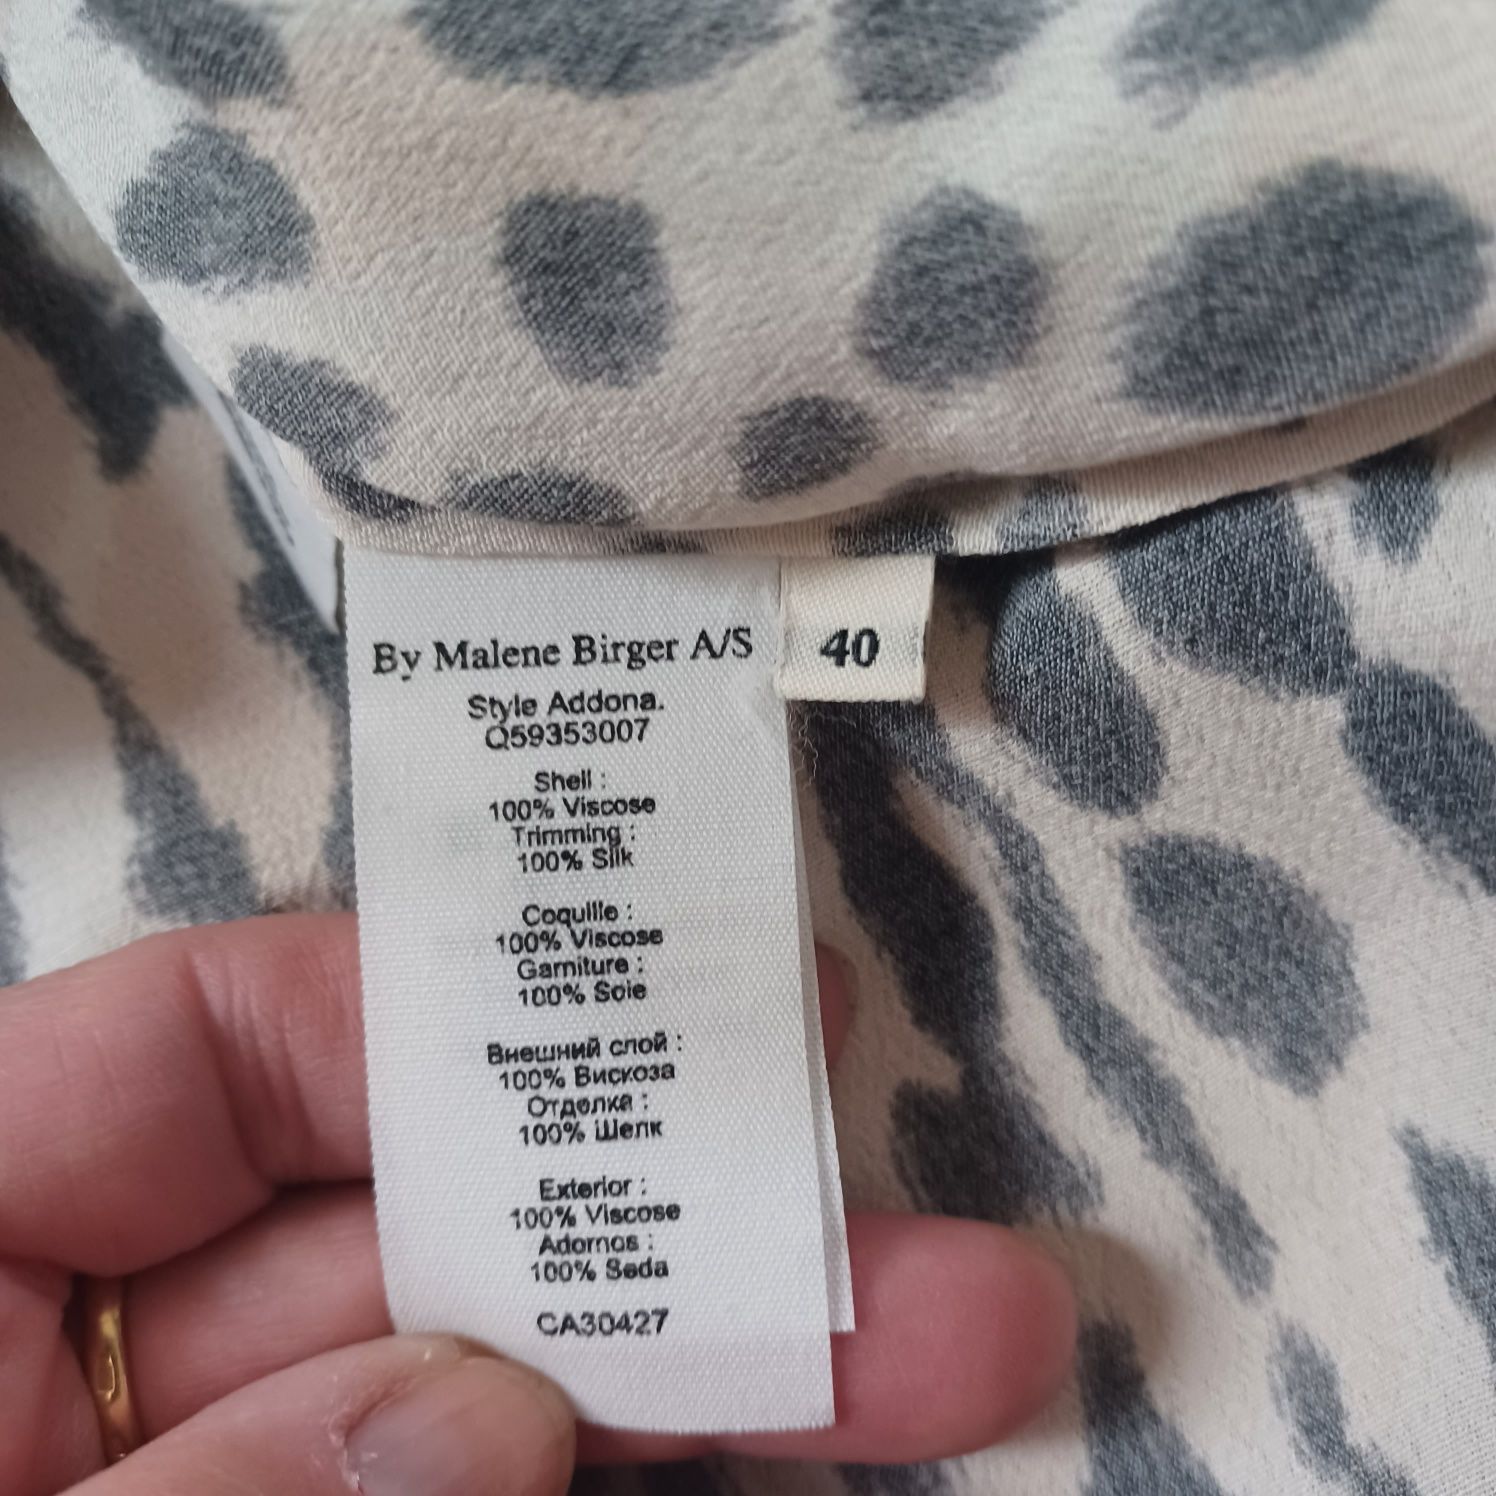 By Malene Birger A/S
40
Style Addona.
Q59353007
Shell :
100% Viscose
Trimming :
100% Silk
Coquille :
100% Viscose
Garniture :
100% Soie
Внешний слой :
100% Вискоза
Отделка :
100% Шелк
Exterior :
100% Viscose
Adornos :
100% Seda
CA30427